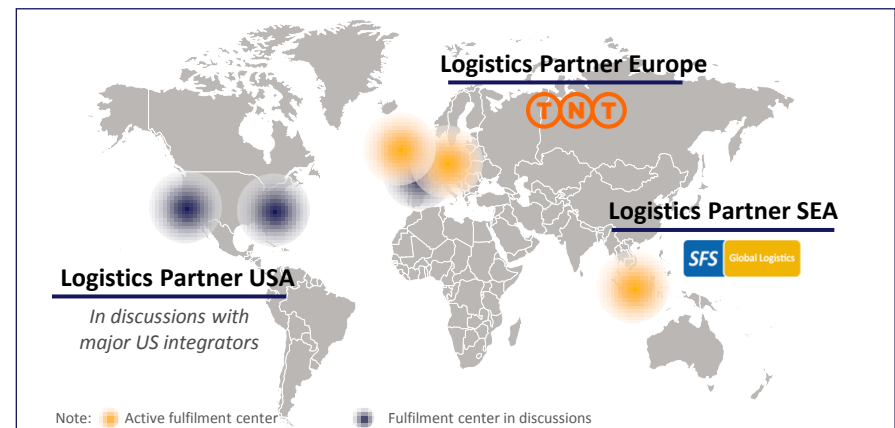 Logistics Partner Europe
TNT
Logistics Partner SEA
SFS Global Logistics
Logistics Partner USA
In discussions with
major US integrators
Note: Active fulfilment center Fulfilment center in discussions